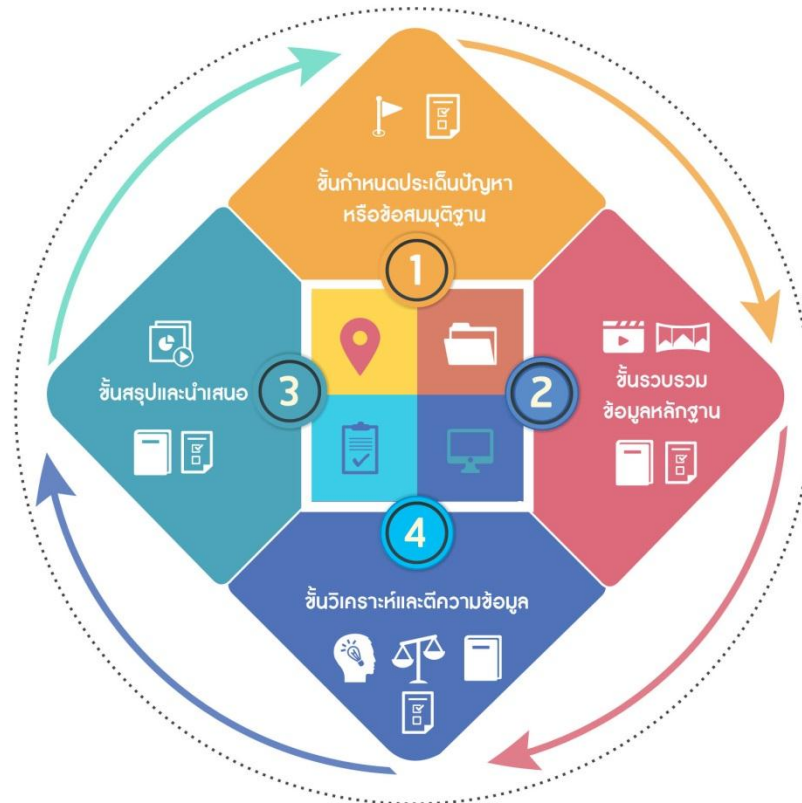 ขั้นกำหนดประเด็นปัญหา
หรือข้อสมมุติฐาน
1
ขั้นรวบรวม
ข้อมูลหลักฐาน
2
ขั้นสรุปและนำเสนอ
3
4
ขั้นวิเคราะห์และตีความข้อมูล